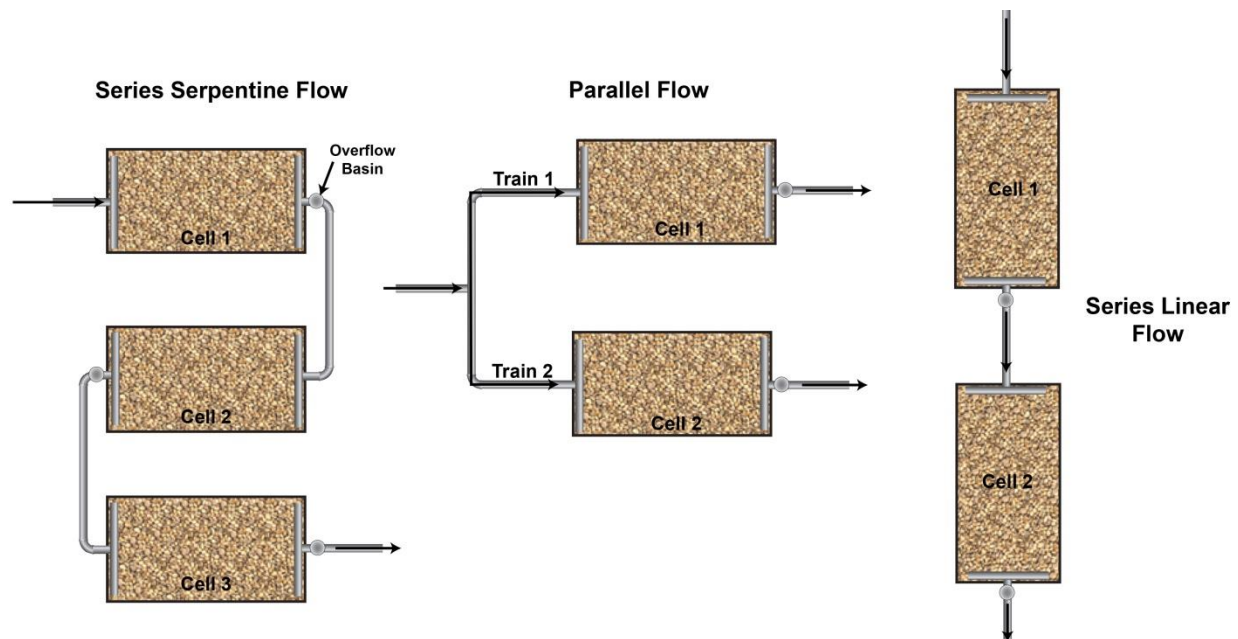 Series Serpentine Flow
Overflow
Basin
Cell 1
Cell 2
Cell 3
Parallel Flow
Train 1
Cell 1
Train 2
Cell 2
Cell 1
Series Linear
Flow
Cell 2